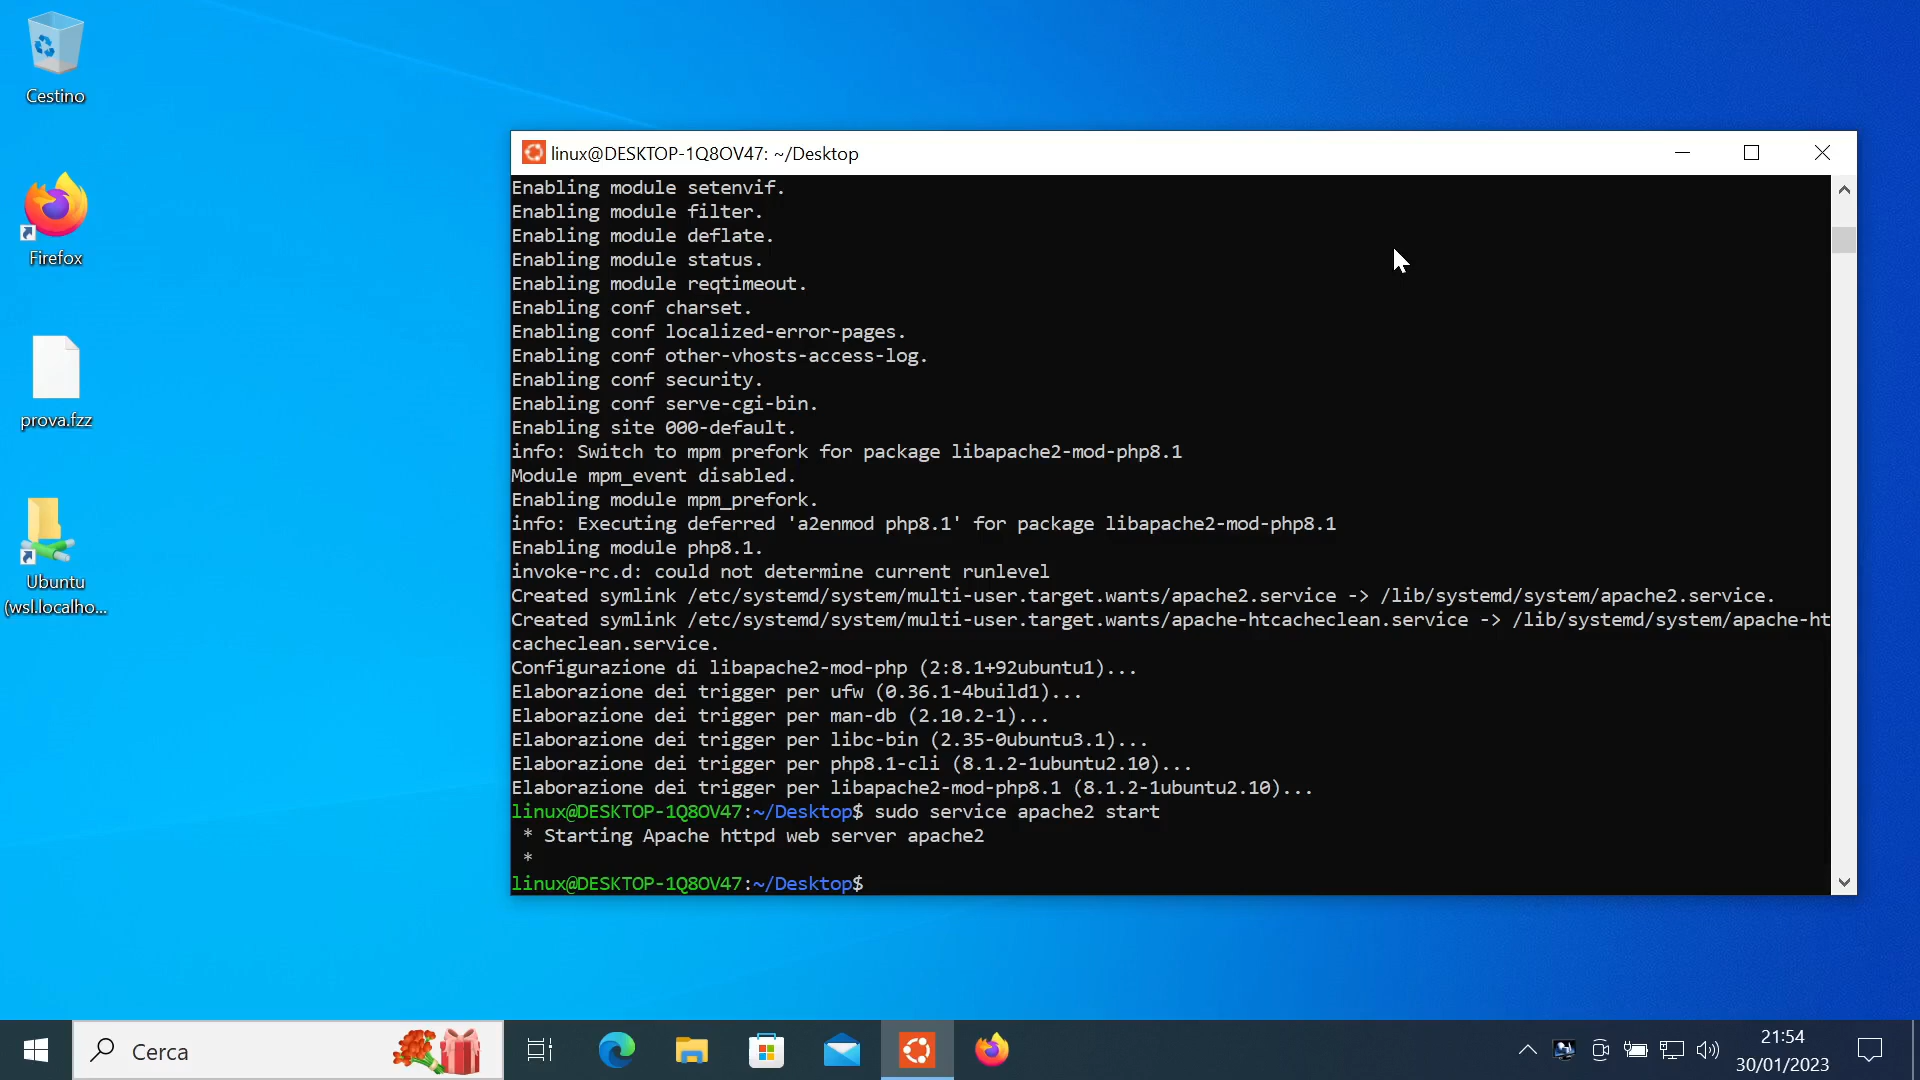 Cestino
Firefox
prova.fzz
Ubuntu
(wsl.localho...
linux@DESKTOP-1Q8OV47: ~/Desktop
Enabling module setenvif.
Enabling module filter.
Enabling module deflate.
Enabling module status.
Enabling module reqtimeout.
Enabling conf charset.
Enabling conf localized-error-pages.
Enabling conf other-vhosts-access-log.
Enabling conf security.
Enabling conf serve-cgi-bin.
Enabling site 000-default.
info: Switch to mpm prefork for package libapache2-mod-php8.1
Module mpm_event disabled.
Enabling module mpm_prefork.
info: Executing deferred 'a2enmod php8.1' for package libapache2-mod-php8.1
Enabling module php8.1.
invoke-rc.d: could not determine current runlevel
Created symlink /etc/systemd/system/multi-user.target.wants/apache2.service -> /lib/systemd/system/apache2.service.
Created symlink /etc/systemd/system/multi-user.target.wants/apache-htcacheclean.service -> /lib/systemd/system/apache-ht
cacheclean.service.
Configurazione di libapache2-mod-php (2:8.1+92ubuntu1)...
Elaborazione dei trigger per ufw (0.36.1-4build1)...
Elaborazione dei trigger per man-db (2.10.2-1)...
Elaborazione dei trigger per libc-bin (2.35-0ubuntu3.1)...
Elaborazione dei trigger per php8.1-cli (8.1.2-1ubuntu2.10)...
Elaborazione dei trigger per libapache2-mod-php8.1 (8.1.2-1ubuntu2.10)...
linux@DESKTOP-1Q8OV47:~/Desktop$ sudo service apache2 start
 * Starting Apache httpd web server apache2
 *
linux@DESKTOP-1Q8OV47:~/Desktop$
Cerca
21:54
30/01/2023